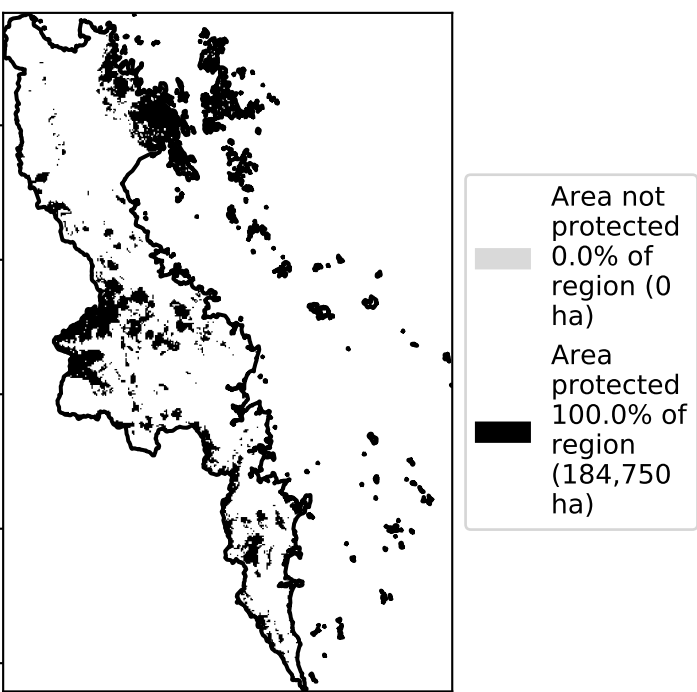 Area not
protected
0.0% of
region (0
ha)
Area
protected
100.0% of
region
(184,750
ha)